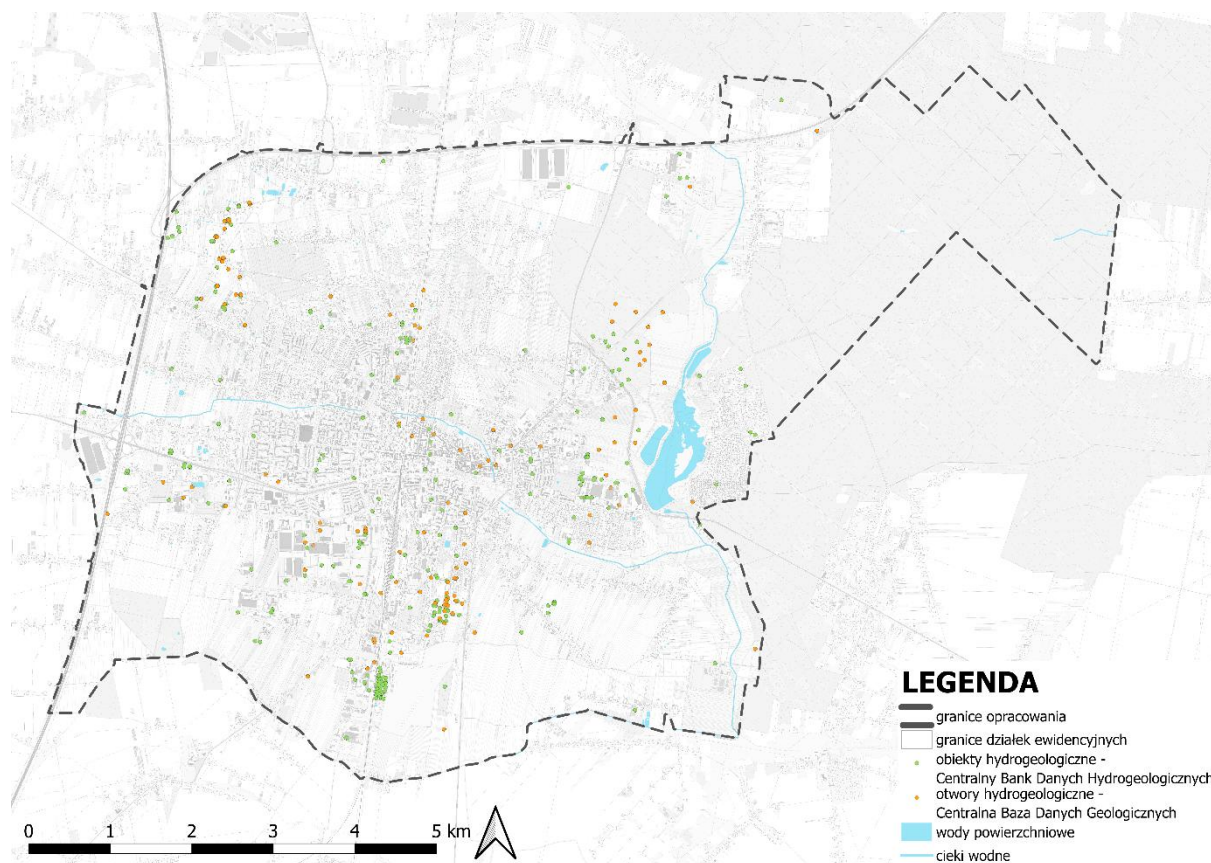 LEGENDA
granice opracowania
granice działek ewidencyjnych
obiekty hydrogeologiczne -
Centralny Bank Danych Hydrogeologicznych
otwory hydrogeologiczne -
Centralna Baza Danych Geologicznych
wody powierzchniowe
cieki wodne
0 1 2 3 4 5 km